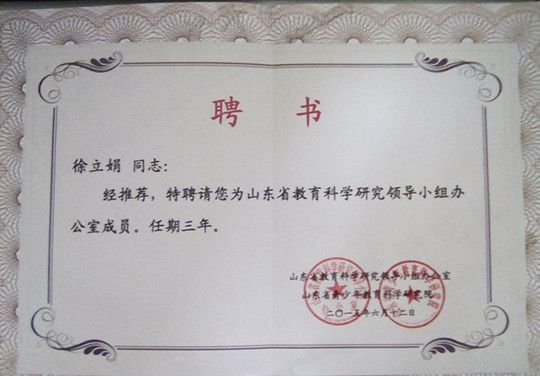 聘 书
徐立娟 同志：
经推荐，特聘请您为山东省教育科学研究领导小组办
公室成员。任期三年。
山东省教育科学研究领导小组办公室
山东省青少年教育科学研究院
二〇一五年六月十二日